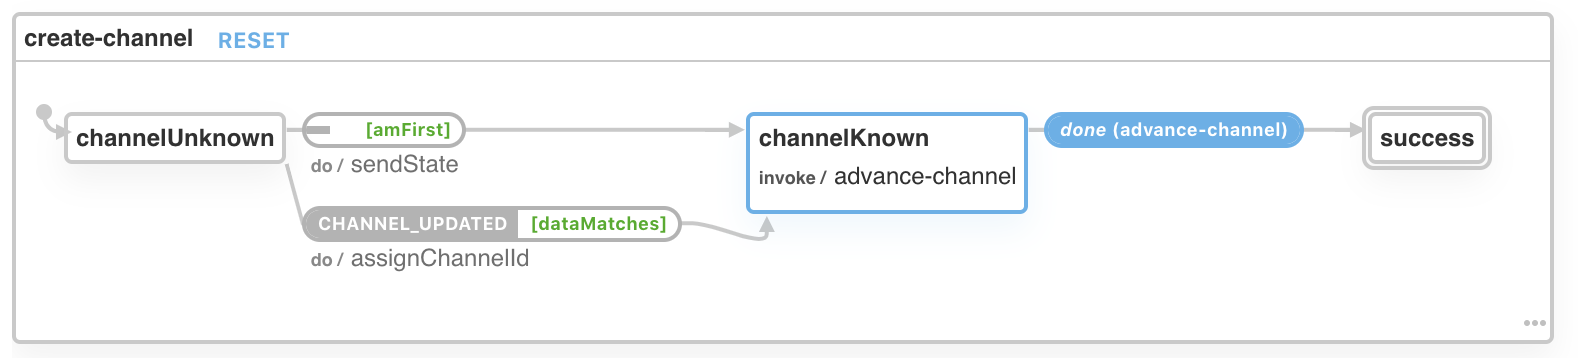 create-channel RESET
channelUnknown
[amFirst]
do / sendState
CHANNEL_UPDATED [dataMatches]
do / assignChannelId
channelKnown
invoke / advance-channel
done (advance-channel)
success